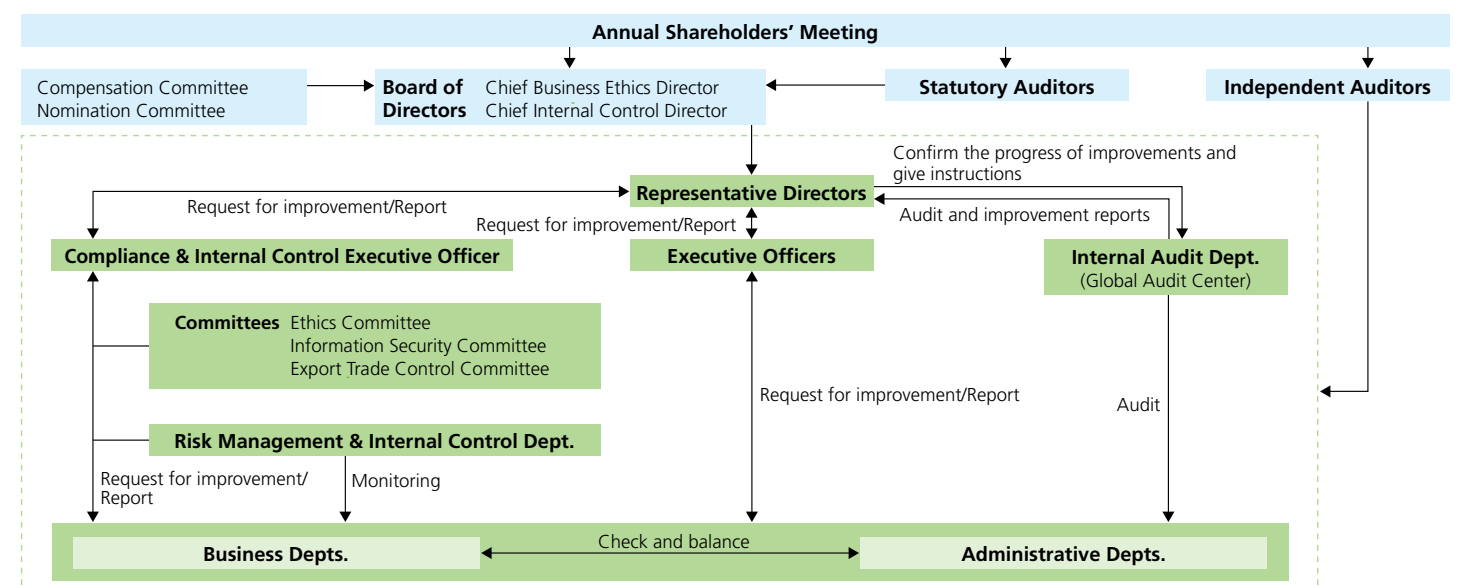 Annual Shareholders’ Meeting
Compensation Committee
Nomination Committee
Board of
Directors
Chief Business Ethics Director
Chief Internal Control Director
Statutory Auditors
Independent Auditors
Confirm the progress of improvements and
give instructions
Representative Directors
Request for improvement/Report
Request for improvement/Report
Audit and improvement reports
Compliance & Internal Control Executive Officer
Executive Officers
Internal Audit Dept.
(Global Audit Center)
Committees Ethics Committee
Information Security Committee
Export Trade Control Committee
Request for improvement/Report
Audit
Risk Management & Internal Control Dept.
Request for improvement/
Report
Monitoring
Business Depts.
Check and balance
Administrative Depts.